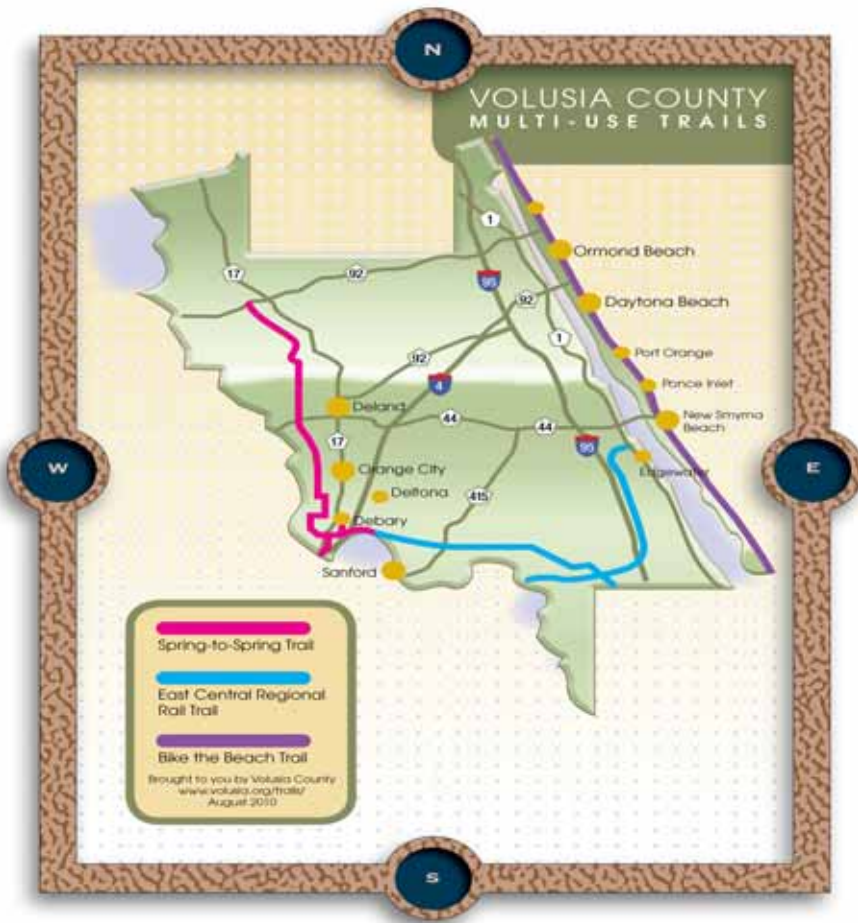 N
VOLUSIA COUNTY
MULTI-USE TRAILS
1
Ormond Beach
17
92
95
92
Daytona Beach
1
Port Orange
92
4
Ponce Inlet
Deland
44
44
New Smyrna
Beach
17
95
W
E
Orange City
Edgewater
Deltona
415
Debary
Sanford
Spring-to-Spring Trail
East Central Regional
Rail Trail
Bike the Beach Trail
Brought to you by Volusia County
www.volusia.org/trails/
August 2010
S